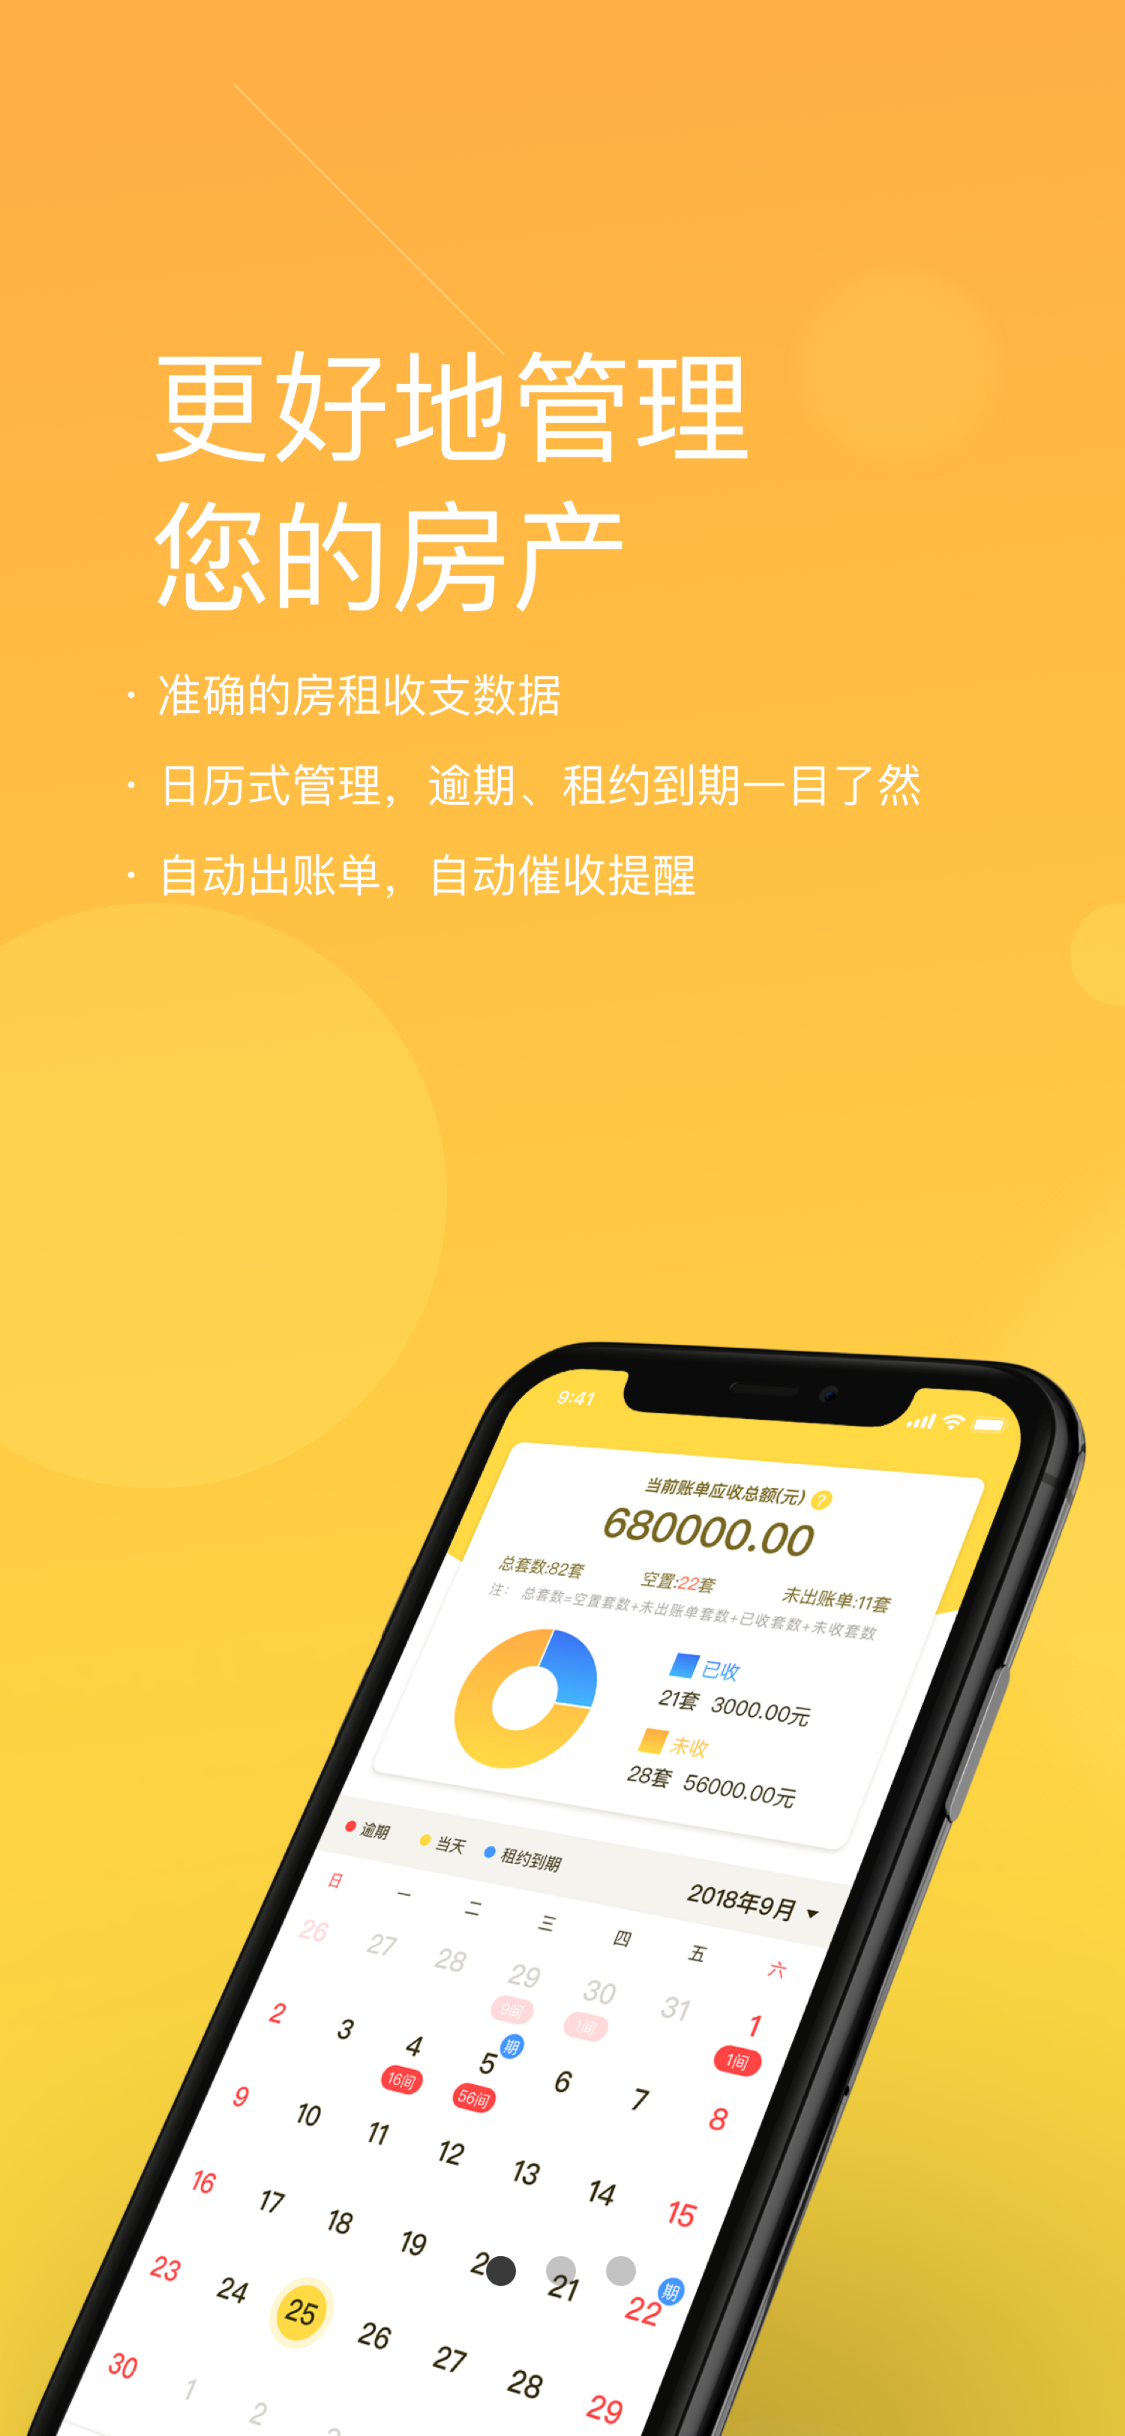 更好地管理
您的房产
· 准确的房租收支数据
· 日历式管理，逾期、租约到期一目了然
· 自动出账单，自动催收提醒
9:41
当前账单应收总额(元) ?
680000.00
总套数:82套 空置:22套 未出账单:11套
注： 总套数=空置套数+未出账单套数+已收套数+未收套数
已收
21套 3000.00元
未收
28套 56000.00元
逾期 当天 租约到期 2018年9月
日 一 二 三 四 五 六
26 27 28 29 30 31 1
9间 1间 1间
2 3 4 5 期 6 7 8
16间 56间
9 10 11 12 13 14 15
16 17 18 19 21 22 期
23 24 25 26 27 28 29
30 1 2